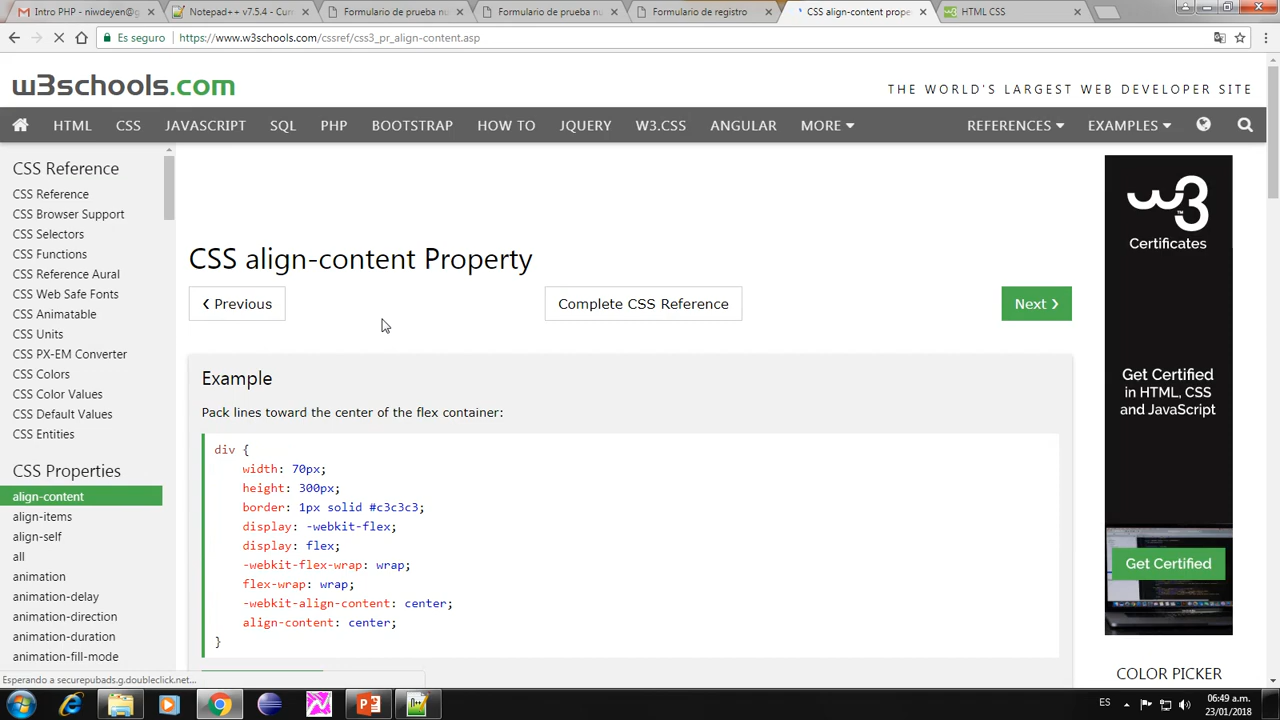 Intro PHP - niwdeyen@g
Notepad++ v7.5.4 - Curr
Formulario de prueba nu
Formulario de prueba nu
Formulario de registro
CSS align-content prope
HTML CSS
Es seguro
https://www.w3schools.com/cssref/css3_pr_align-content.asp
w3schools.com
THE WORLD'S LARGEST WEB DEVELOPER SITE
HTML CSS JAVASCRIPT SQL PHP BOOTSTRAP HOW TO JQUERY W3.CSS ANGULAR MORE REFERENCES EXAMPLES
CSS Reference
CSS Reference
CSS Browser Support
CSS Selectors
CSS Functions
CSS Reference Aural
CSS Web Safe Fonts
CSS Animatable
CSS Units
CSS PX-EM Converter
CSS Colors
CSS Color Values
CSS Default Values
CSS Entities
CSS Properties
align-content
align-items
align-self
all
animation
animation-delay
animation-direction
animation-duration
animation-fill-mode
CSS align-content Property
❮ Previous
Complete CSS Reference
Next ❯
Example
Pack lines toward the center of the flex container:
div {
width: 70px;
height: 300px;
border: 1px solid #c3c3c3;
display: -webkit-flex;
display: flex;
-webkit-flex-wrap: wrap;
flex-wrap: wrap;
-webkit-align-content: center;
align-content: center;
}
w3
TM
Certificates
Get Certified
in HTML, CSS
and JavaScript
Get Certified
COLOR PICKER
Esperando a securepubads.g.doubleclick.net...
ES
06:49 a.m.
23/01/2018